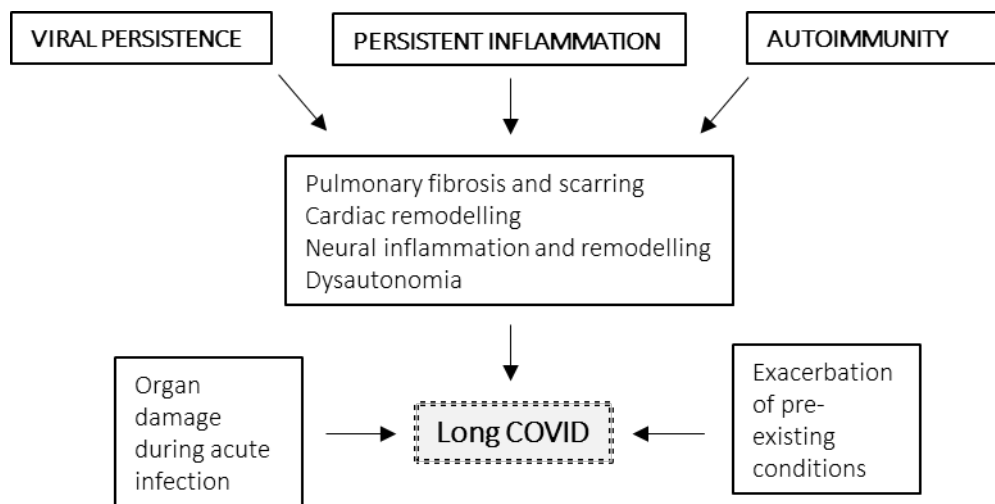 VIRAL PERSISTENCE
PERSISTENT INFLAMMATION
AUTOIMMUNITY
Pulmonary fibrosis and scarring
Cardiac remodelling
Neural inflammation and remodelling
Dysautonomia
Organ
damage
during acute
infection
Long COVID
Exacerbation
of pre-
existing
conditions